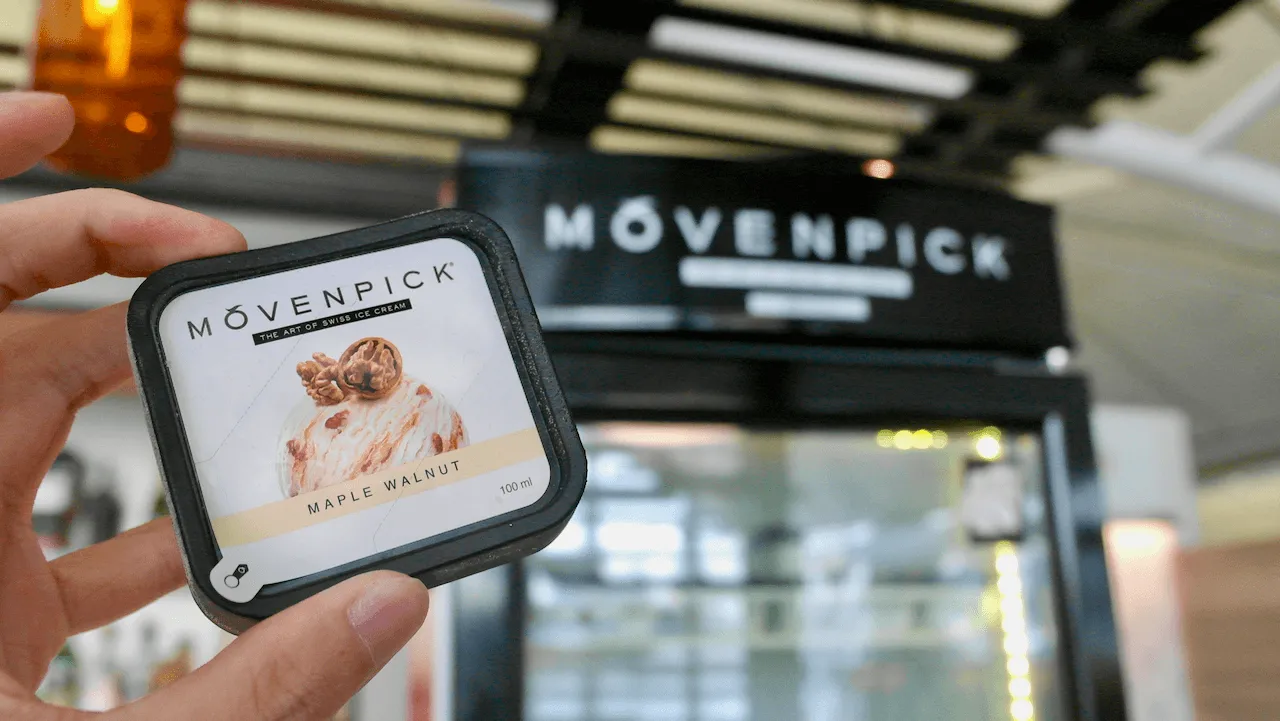 MÖVENPICK
THE ART OF SWISS ICE CREAM
MAPLE WALNUT
100 ml
MÖVENPICK